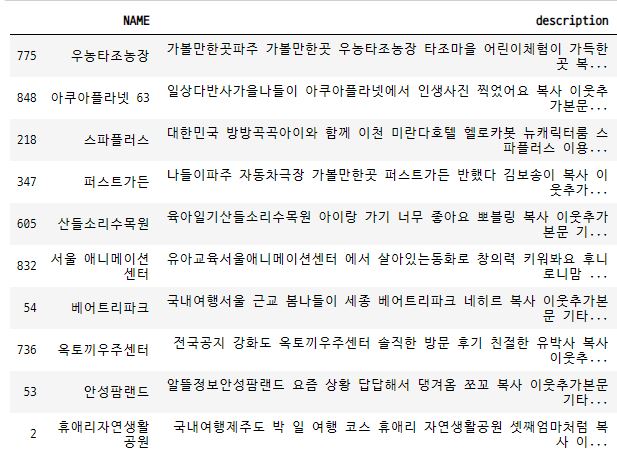 NAME description
775 우농타조농장 가볼만한곳파주 가볼만한곳 우농타조농장 타조마을 어린이체험이 가득한
곳 복...
848 아쿠아플라넷 63 일상다반사가을나들이 아쿠아플라넷에서 인생사진 찍었어요 복사 이웃추
가본문...
218 스파플러스 대한민국 방방곡곡아이와 함께 이천 미란다호텔 헬로카봇 뉴캐릭터룸 스
파플러스 이용...
347 퍼스트가든 나들이파주 자동차극장 가볼만한곳 퍼스트가든 반했다 김보송이 복사 이
웃추가...
605 산들소리수목원 육아일기산들소리수목원 아이랑 가기 너무 좋아요 뽀블링 복사 이웃추가
본문 기...
832 서울 애니메이션 유아교육서울애니메이션센터 에서 살아있는동화로 창의력 키워봐요 후니
센터 로니맘 ...
54 베어트리파크 국내여행서울 근교 봄나들이 세종 베어트리파크 네히르 복사 이웃추가본
문 기타...
736 옥토끼우주센터 전국공지 강화도 옥토끼우주센터 솔직한 방문 후기 친절한 유박사 복사
이웃추...
53 안성팜랜드 알뜰정보안성팜랜드 요즘 상황 답답해서 댕겨옴 쪼꼬 복사 이웃추가본문
기타...
2 휴애리자연생활 국내여행제주도 박 일 여행 코스 휴애리 자연생활공원 셋째엄마처럼 복
공원 사 이...